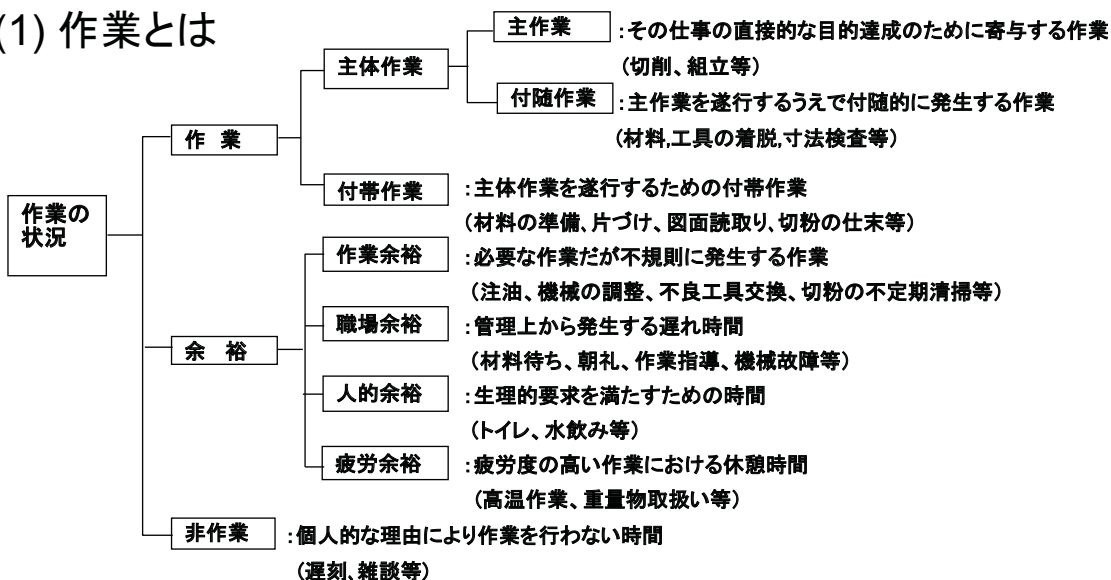 (1) 作業とは
主作業 :その仕事の直接的な目的達成のために寄与する作業
(切削、組立等)
主体作業
付随作業 :主作業を遂行するうえで付随的に発生する作業
(材料,工具の着脱,寸法検査等)
作 業
付帯作業 :主体作業を遂行するための付帯作業
(材料の準備、片づけ、図面読取り、切粉の仕末等)
作業の
状況
作業余裕 :必要な作業だが不規則に発生する作業
(注油、機械の調整、不良工具交換、切粉の不定期清掃等)
職場余裕 :管理上から発生する遅れ時間
(材料待ち、朝礼、作業指導、機械故障等)
余 裕
人的余裕 :生理的要求を満たすための時間
(トイレ、水飲み等)
疲労余裕 :疲労度の高い作業における休憩時間
(高温作業、重量物取扱い等)
非作業 :個人的な理由により作業を行わない時間
(遅刻、雑談等)